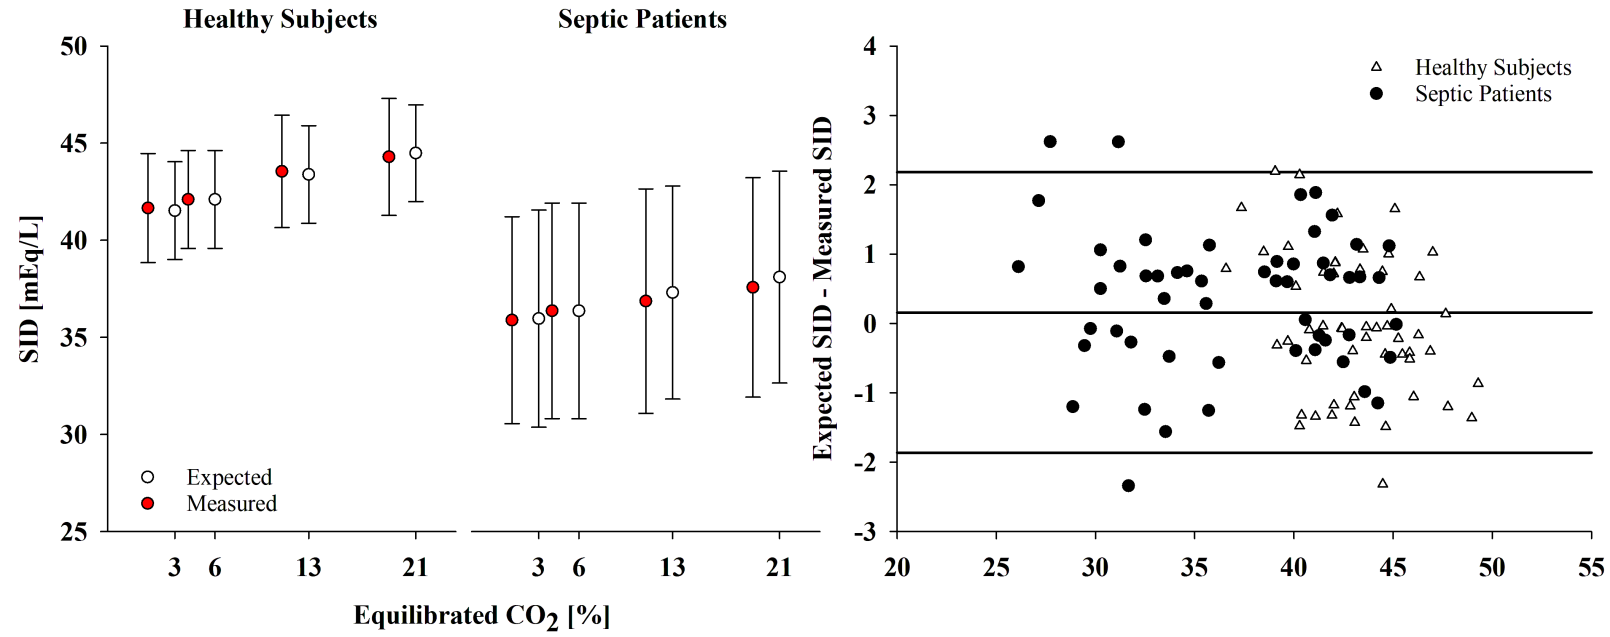 Healthy Subjects
Septic Patients
50
45
40
35
30
25
SID [mEq/L]
Expected
Measured
3 6 13 21
3 6 13 21
Equilibrated CO2 [%]
4
3
2
1
0
-1
-2
-3
Expected SID - Measured SID
Healthy Subjects
Septic Patients
20 25 30 35 40 45 50 55